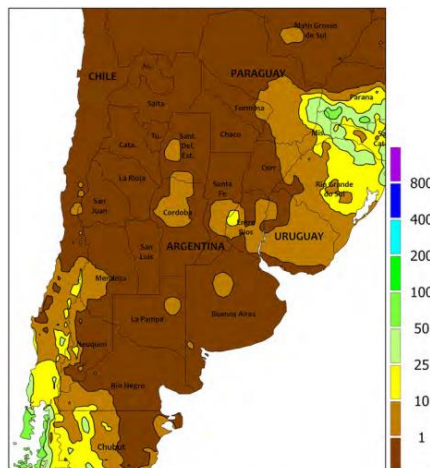 Mato Grosso
do Sul
CHILE
PARAGUAY
Parana
Salta
Formosa
Tu.
Sant.
Del.
Est.
Chaco
Mis.
Cata.
Corr.
La Rioja
Santa
Fe
Rio Grande
do Sul
San
Juan
Cordoba
Entre
Rios
URUGUAY
San
Luis
ARGENTINA
Mendoza
La Pampa
Buenos Aires
Neuquen
Rio Negro
Chubut
800
400
200
100
50
25
10
1